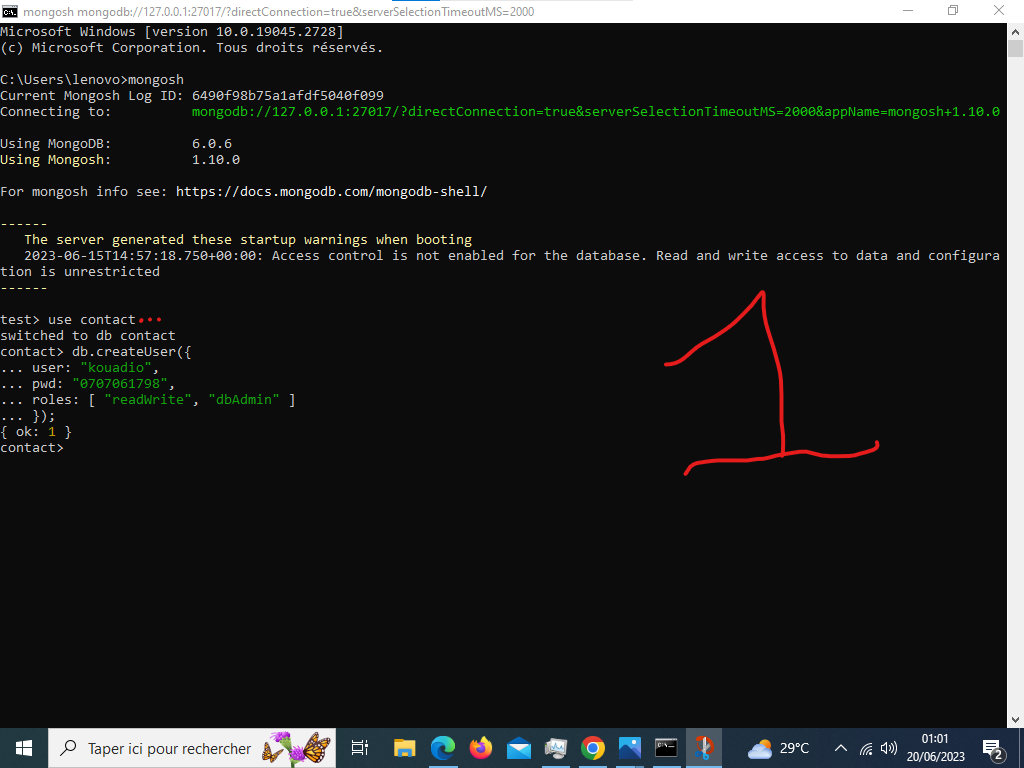 mongosh mongodb://127.0.0.1:27017/?directConnection=true&serverSelectionTimeoutMS=2000
Microsoft Windows [version 10.0.19045.2728]
(c) Microsoft Corporation. Tous droits réservés.
C:\Users\lenovo>mongosh
Current Mongosh Log ID: 6490f98b75a1afdf5040f099
Connecting to: mongodb://127.0.0.1:27017/?directConnection=true&serverSelectionTimeoutMS=2000&appName=mongosh+1.10.0
Using MongoDB: 6.0.6
Using Mongosh: 1.10.0
For mongosh info see: https://docs.mongodb.com/mongodb-shell/
------
The server generated these startup warnings when booting
2023-06-15T14:57:18.750+00:00: Access control is not enabled for the database. Read and write access to data and configura
tion is unrestricted
------
test> use contact...
switched to db contact
contact> db.createUser({
... user: "kouadio",
... pwd: "0707061798",
... roles: [ "readWrite", "dbAdmin" ]
... });
{ ok: 1 }
contact>
1
Taper ici pour rechercher
29°C
01:01
20/06/2023
2